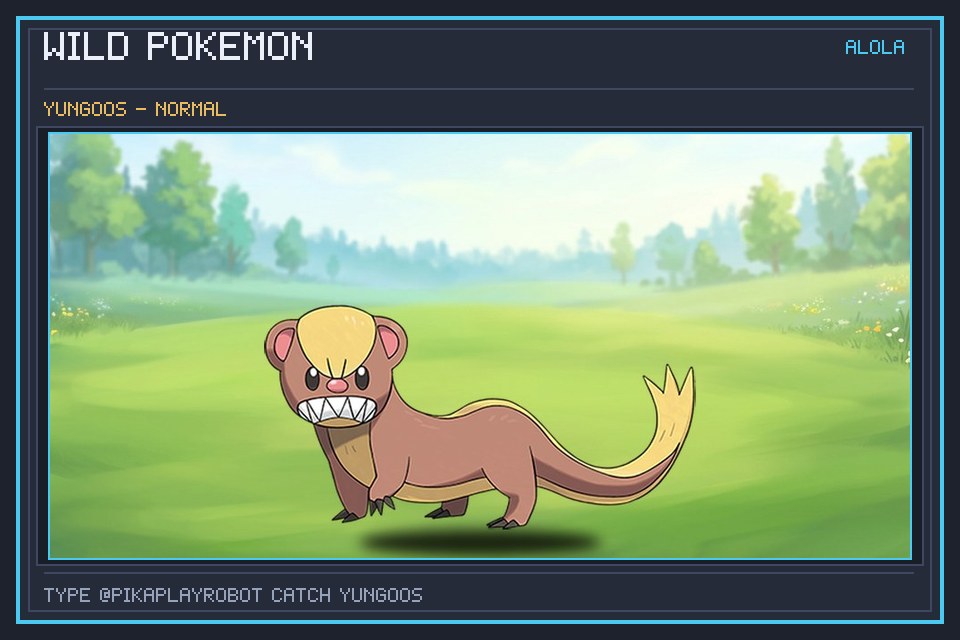 WILD POKEMON
ALOLA
YUNGOOS - NORMAL
TYPE @PIKAPLAYROBOT CATCH YUNGOOS